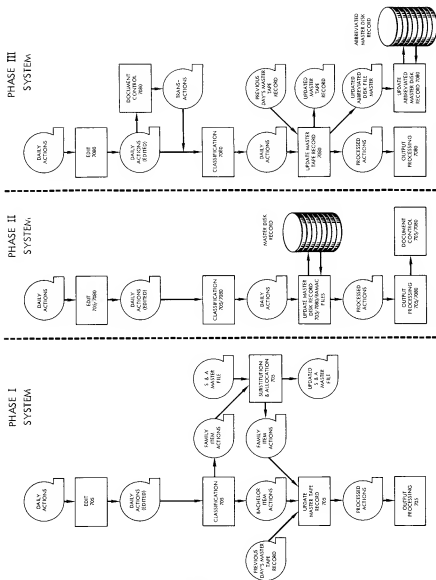 PHASE I
SYSTEM
DAILY
ACTIONS
EDIT
705
DAILY
ACTIONS
(EDITED)
CLASSIFICATION
705
FAMILY
ITEM
ACTIONS
S & A
MASTER
FILE
SUBSTITUTION
& ALLOCATION
705
UPDATED
S & A
MASTER
FILE
BACHELOR
ITEM
ACTIONS
FAMILY
ITEM
ACTIONS
PREVIOUS
DAY'S MASTER
TAPE
RECORD
UPDATE
MASTER TAPE
RECORD
705
PROCESSED
ACTIONS
OUTPUT
PROCESSING
705
PHASE II
SYSTEM
DAILY
ACTIONS
EDIT
705/7080
DAILY
ACTIONS
(EDITED)
CLASSIFICATION
705/7080
DAILY
ACTIONS
MASTER DISK
RECORD
UPDATE MASTER
DISK RECORD
705/7080/RAMAC
FILES
PROCESSED
ACTIONS
OUTPUT
PROCESSING
705/7080
DOCUMENT
CONTROL
705/7080
PHASE III
SYSTEM
DAILY
ACTIONS
EDIT
7080
DAILY
ACTIONS
(EDITED)
DOCUMENT
CONTROL
7080
TRANS-
ACTIONS
CLASSIFICATION
7080
DAILY
ACTIONS
PREVIOUS
DAY'S MASTER
TAPE
RECORD
UPDATE MASTER
TAPE RECORD
7080
UPDATED
MASTER
TAPE
RECORD
PROCESSED
ACTIONS
UPDATED
ABBREVIATED
DISK FILE
MASTER
OUTPUT
PROCESSING
7080
UPDATE
ABBREVIATED
MASTER DISK
RECORD 7080
ABBREVIATED
MASTER DISK
RECORD